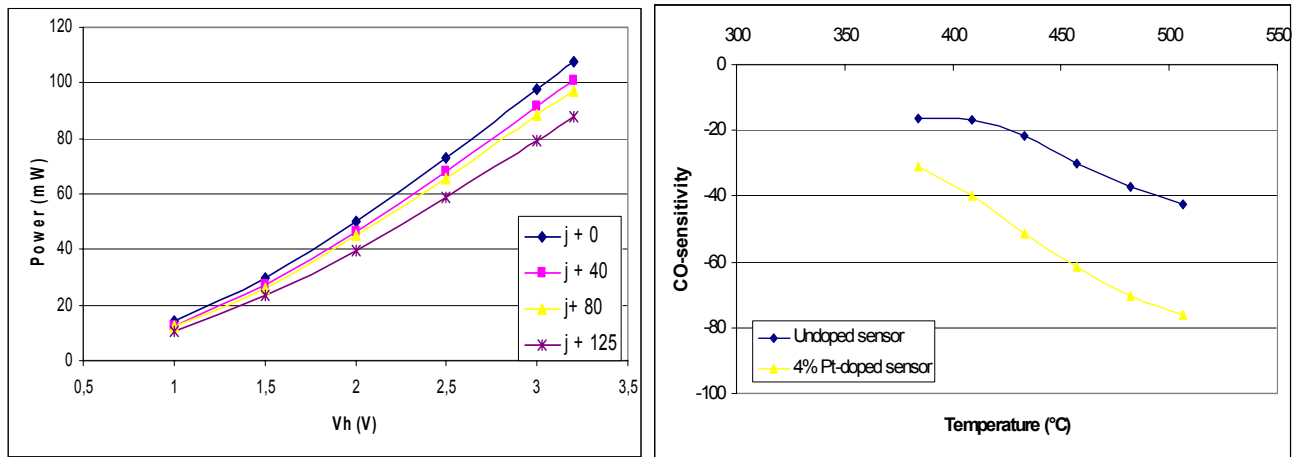 120
100
80
60
40
20
0
Power (mW)
0,5 1 1,5 2 2,5 3 3,5
Vh (V)
j + 0
j + 40
j+ 80
j + 125
300 350 400 450 500 550
0
-20
-40
-60
-80
-100
CO-sensitivity
Undoped sensor
4% Pt-doped sensor
Temperature (°C)